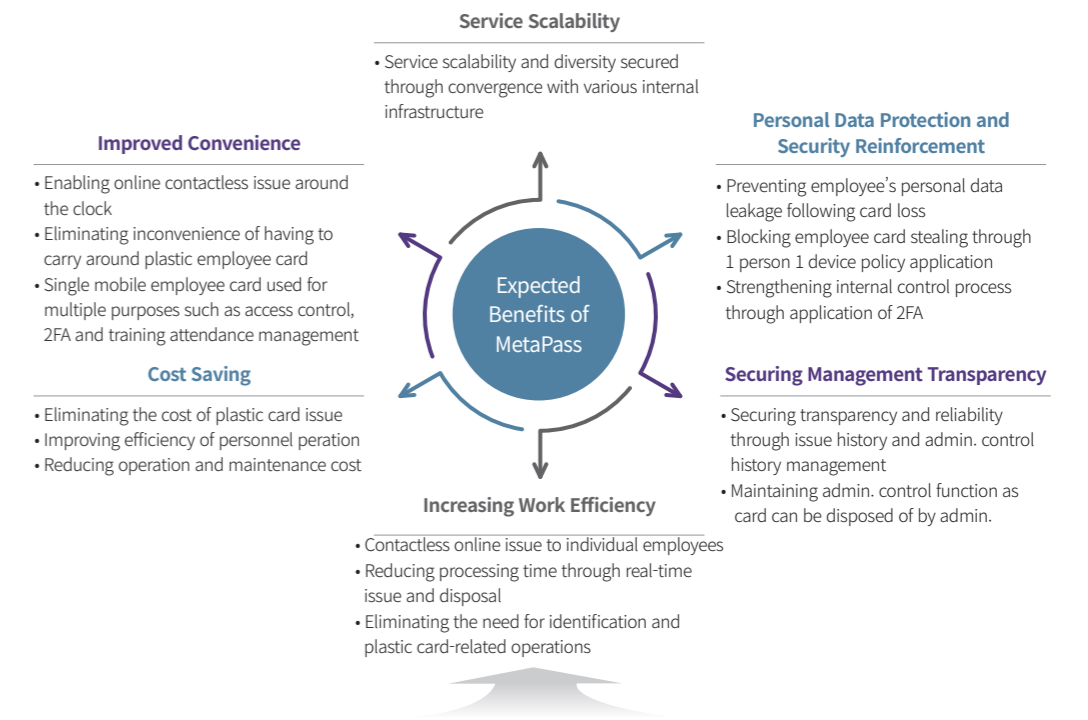 Service Scalability
• Service scalability and diversity secured
through convergence with various internal
infrastructure
Improved Convenience
• Enabling online contactless issue around
the clock
• Eliminating inconvenience of having to
carry around plastic employee card
• Single mobile employee card used for
multiple purposes such as access control,
2FA and training attendance management
Personal Data Protection and
Security Reinforcement
• Preventing employee's personal data
leakage following card loss
• Blocking employee card stealing through
1 person 1 device policy application
• Strengthening internal control process
through application of 2FA
Expected
Benefits of
MetaPass
Cost Saving
• Eliminating the cost of plastic card issue
• Improving efficiency of personnel peration
• Reducing operation and maintenance cost
Securing Management Transparency
• Securing transparency and reliability
through issue history and admin. control
history management
• Maintaining admin. control function as
card can be disposed of by admin.
Increasing Work Efficiency
• Contactless online issue to individual employees
• Reducing processing time through real-time
issue and disposal
• Eliminating the need for identification and
plastic card-related operations